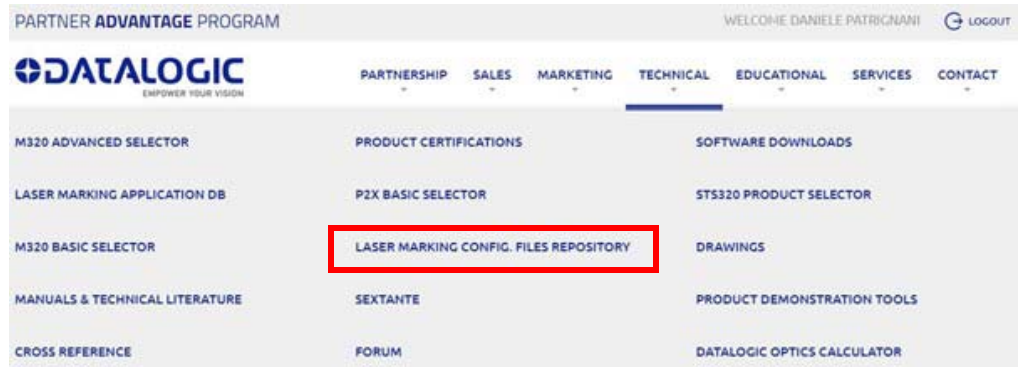 PARTNER ADVANTAGE PROGRAM WELCOME DANIELE PATRIGNANI LOGOUT
DATALOGIC
EMPOWER YOUR VISION
PARTNERSHIP SALES MARKETING TECHNICAL EDUCATIONAL SERVICES CONTACT
M320 ADVANCED SELECTOR PRODUCT CERTIFICATIONS SOFTWARE DOWNLOADS
LASER MARKING APPLICATION DB P2X BASIC SELECTOR STS320 PRODUCT SELECTOR
M320 BASIC SELECTOR LASER MARKING CONFIG. FILES REPOSITORY DRAWINGS
MANUALS & TECHNICAL LITERATURE SEXTANTE PRODUCT DEMONSTRATION TOOLS
CROSS REFERENCE FORUM DATALOGIC OPTICS CALCULATOR